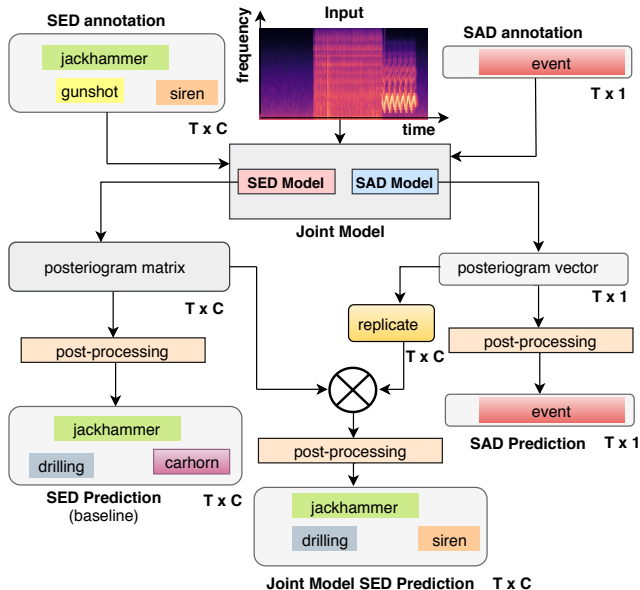 SED annotation
jackhammer
gunshot
siren
T x C
Input
frequency
time
SAD annotation
event
T x 1
SED Model
SAD Model
Joint Model
posteriogram matrix
T x C
posteriogram vector
T x 1
replicate
T x C
post-processing
post-processing
jackhammer
drilling
carhorn
SED Prediction
(baseline)
T x C
event
SAD Prediction
T x 1
post-processing
jackhammer
drilling
siren
Joint Model SED Prediction T x C